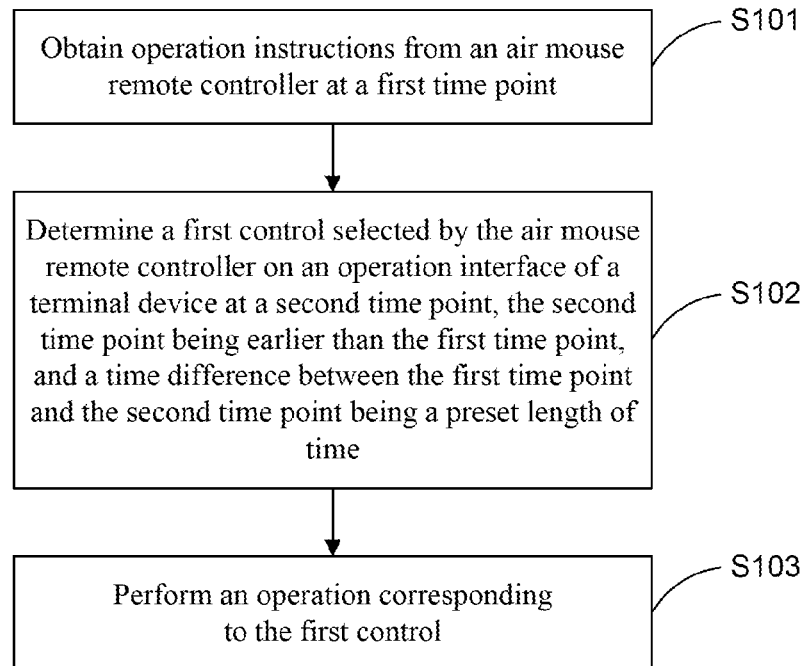 Obtain operation instructions from an air mouse
remote controller at a first time point
S101
Determine a first control selected by the air mouse
remote controller on an operation interface of a
terminal device at a second time point, the second
time point being earlier than the first time point,
and a time difference between the first time point
and the second time point being a preset length of
time
S102
Perform an operation corresponding
to the first control
S103